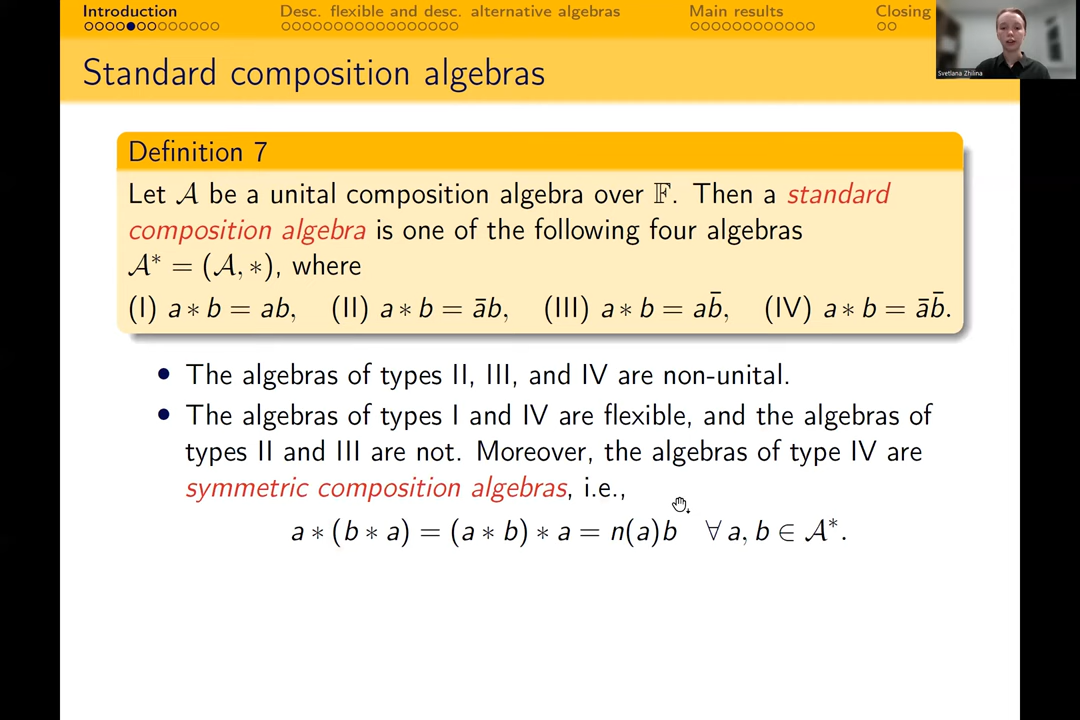 Introduction
Desc. flexible and desc. alternative algebras
Main results
Closing
Svetlana Zhilina
Standard composition algebras
Definition 7
Let 𝒜 be a unital composition algebra over 𝔽. Then a standard
composition algebra is one of the following four algebras
𝒜* = (𝒜, *), where
(I) a * b = ab, (II) a * b = āb, (III) a * b = ab̄, (IV) a * b = āb̄.
• The algebras of types II, III, and IV are non-unital.
• The algebras of types I and IV are flexible, and the algebras of
types II and III are not. Moreover, the algebras of type IV are
symmetric composition algebras, i.e.,
a * (b * a) = (a * b) * a = n(a)b ∀ a, b ∈ 𝒜*.